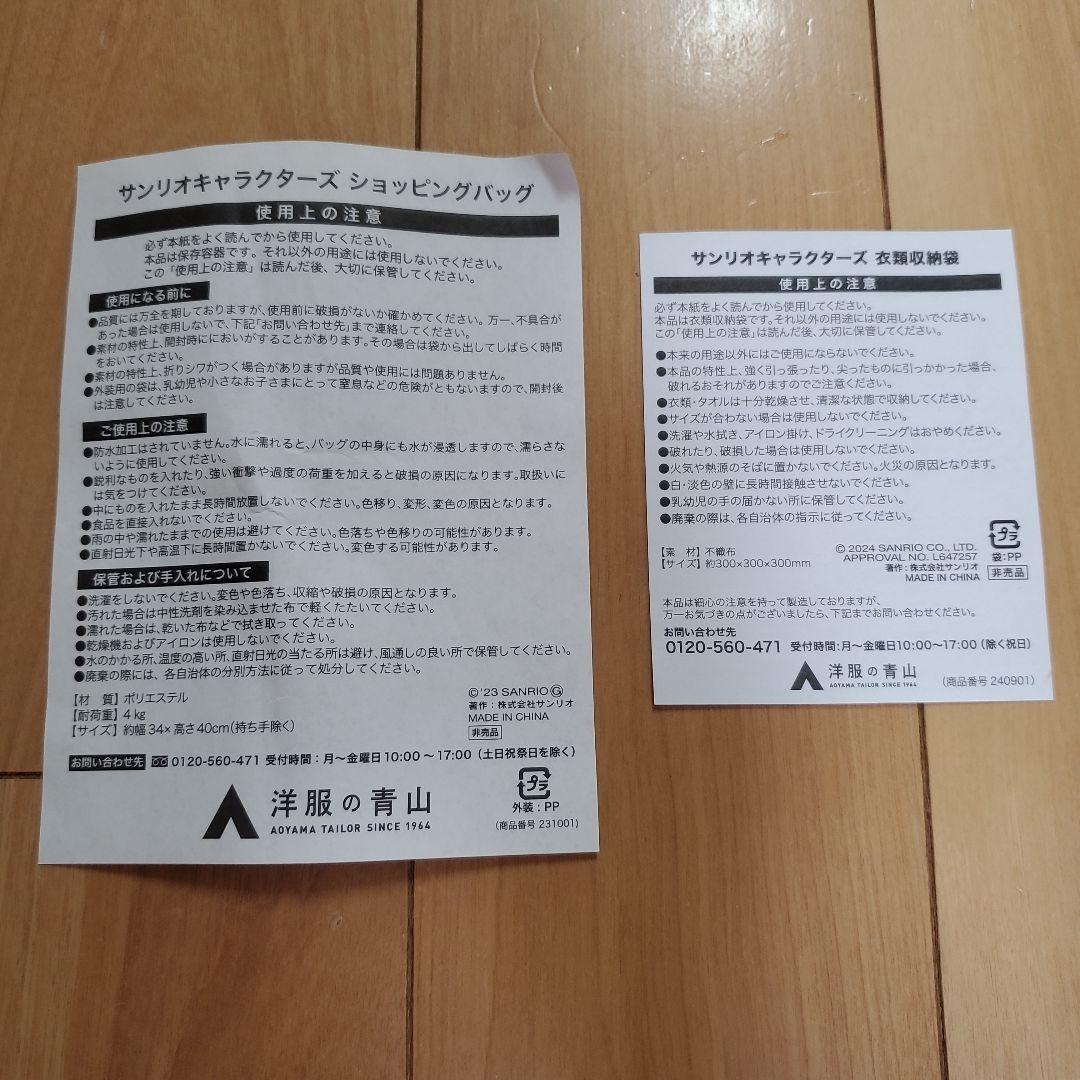 サンリオキャラクターズ ショッピングバッグ
使用上の注意
必ず本紙をよく読んでから使用してください。
本品は保存容器です。それ以外の用途には使用しないでください。
この「使用上の注意」は読んだ後、大切に保管してください。
使用になる前に
●品質には万全を期しておりますが、使用前に破損がないか確かめてください。万一、不具合が
あった場合は使用しないで、下記「お問い合わせ先」まで連絡してください。
●素材の特性上、開封時ににおいがすることがあります。その場合は袋から出してしばらく時間
をおいてください。
●素材の特性上、折りシワがつく場合がありますが品質や使用には問題ありません。
●外装用の袋は、乳幼児や小さなお子さまにとって窒息などの危険がともないますので、開封後
は注意してください。
ご使用上の注意
●防水加工はされていません。水に濡れると、バッグの中身にも水が浸透しますので、濡らさな
いように使用してください。
●鋭利なものを入れたり、強い衝撃や過度の荷重を加えると破損の原因になります。取扱いに
は気をつけてください。
●中にものを入れたまま長時間放置しないでください。色移り、変形、変色の原因となります。
●食品を直接入れないでください。
●雨の中や濡れたままでの使用は避けてください。色落ちや色移りの可能性があります。
●直射日光下や高温下に長時間置かないでください。変色する可能性があります。
保管および手入れについて
●洗濯をしないでください。変色や色落ち、収縮や破損の原因となります。
●汚れた場合は中性洗剤を染み込ませた布で軽くたたいてください。
●濡れた場合は、乾いた布などで拭き取ってください。
●乾燥機およびアイロンは使用しないでください。
●水のかかる所、温度の高い所、直射日光の当たる所は避け、風通しの良い所で保管してください。
●廃棄の際には、各自治体の分別方法に従って処分してください。
【材 質】ポリエステル
【耐荷重】4kg
【サイズ】約幅34×高さ40cm(持ち手除く)
© '23 SANRIO Ⓖ
著作:株式会社サンリオ
MADE IN CHINA
非売品
お問い合わせ先 0120-560-471 受付時間:月～金曜日10:00～17:00(土日祝祭日を除く)
洋服の青山
AOYAMA TAILOR SINCE 1964
プラ
外装:PP
(商品番号231001)
サンリオキャラクターズ 衣類収納袋
使用上の注意
必ず本紙をよく読んでから使用してください。
本品は衣類収納袋です。それ以外の用途には使用しないでください。
この「使用上の注意」は読んだ後、大切に保管してください。
●本来の用途以外にはご使用にならないでください。
●本品の特性上、強く引っ張ったり、尖ったものに引っかかった場合、
破れるおそれがありますのでご注意ください。
●衣類・タオルは十分乾燥させ、清潔な状態で収納してください。
●サイズが合わない場合は使用しないでください。
●洗濯や水拭き、アイロン掛け、ドライクリーニングはおやめください。
●破れたり、破損した場合は使用しないでください。
●火気や熱源のそばに置かないでください。火災の原因となります。
●白・淡色の壁に長時間接触させないでください。
●乳幼児の手の届かない所に保管してください。
●廃棄の際は、各自治体の指示に従ってください。
【素 材】不織布
【サイズ】約300×300×300mm
© 2024 SANRIO CO., LTD.
APPROVAL NO. L647257
著作:株式会社サンリオ
MADE IN CHINA
プラ
袋:PP
非売品
本品は細心の注意を持って製造しておりますが、
万一お気づきの点がございましたら、下記までお問い合わせください。
お問い合わせ先
0120-560-471 受付時間:月～金曜日10:00～17:00(除く祝日)
洋服の青山
AOYAMA TAILOR SINCE 1964
(商品番号240901)